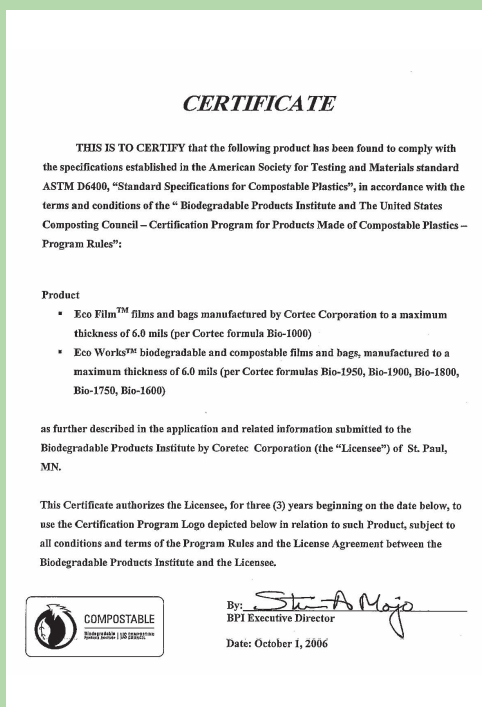 CERTIFICATE
THIS IS TO CERTIFY that the following product has been found to comply with
the specifications established in the American Society for Testing and Materials standard
ASTM D6400, “Standard Specifications for Compostable Plastics”, in accordance with the
terms and conditions of the “ Biodegradable Products Institute and The United States
Composting Council – Certification Program for Products Made of Compostable Plastics –
Program Rules”:
Product
▪ Eco Film™ films and bags manufactured by Cortec Corporation to a maximum
thickness of 6.0 mils (per Cortec formula Bio-1000)
▪ Eco Works™ biodegradable and compostable films and bags, manufactured to a
maximum thickness of 6.0 mils (per Cortec formulas Bio-1950, Bio-1900, Bio-1800,
Bio-1750, Bio-1600)
as further described in the application and related information submitted to the
Biodegradable Products Institute by Coretec Corporation (the “Licensee”) of St. Paul,
MN.
This Certificate authorizes the Licensee, for three (3) years beginning on the date below, to
use the Certification Program Logo depicted below in relation to such Product, subject to
all conditions and terms of the Program Rules and the License Agreement between the
Biodegradable Products Institute and the Licensee.
COMPOSTABLE
Biodegradable | US COMPOSTING
Products Institute | COUNCIL
By: Ste A Mojo
BPI Executive Director
Date: October 1, 2006